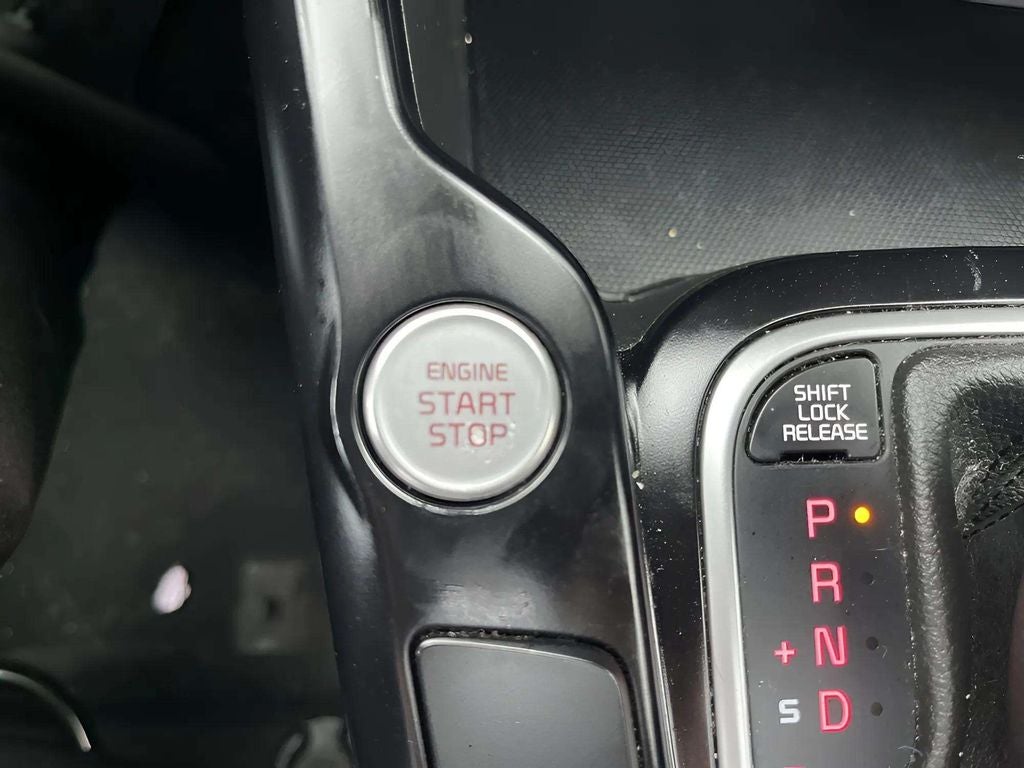 ENGINE
START
STOP
SHIFT
LOCK
RELEASE
P
R
+ N
S D